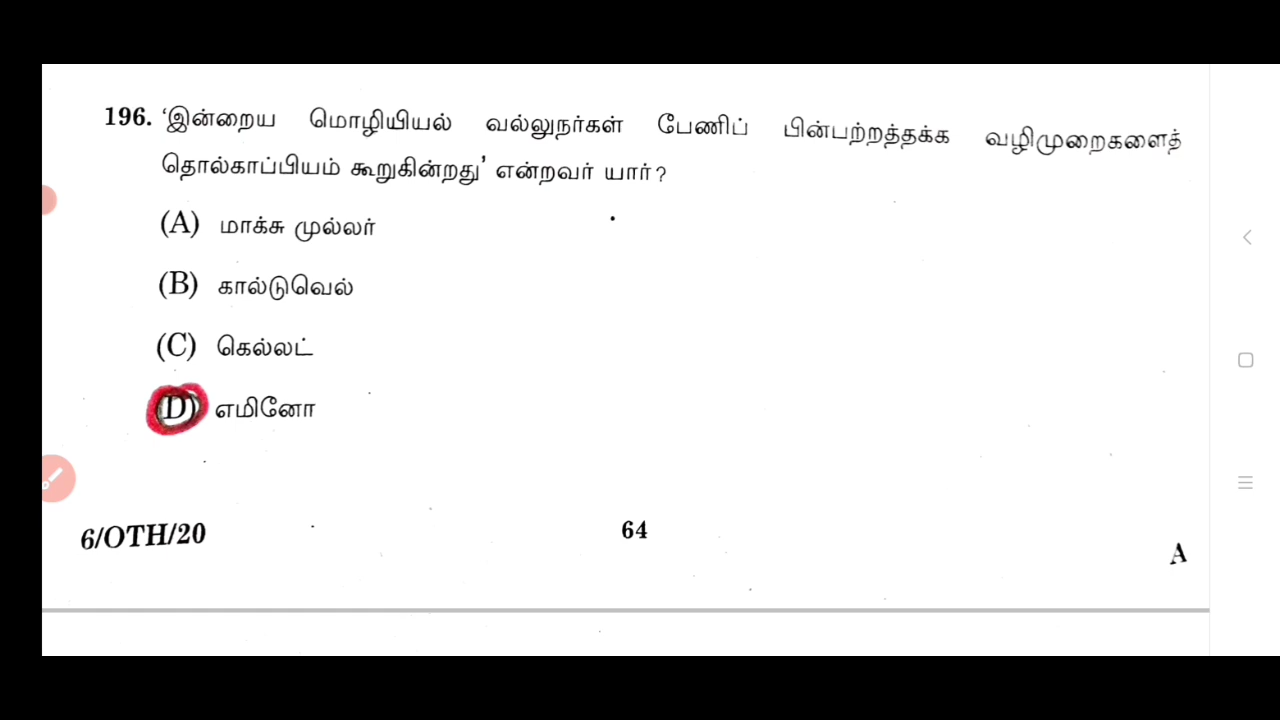 196. ‘இன்றைய மொழியியல் வல்லுநர்கள் பேணிப் பின்பற்றத்தக்க வழிமுறைகளைத்
தொல்காப்பியம் கூறுகின்றது’ என்றவர் யார்?
(A) மாக்சு முல்லர்
(B) கால்டுவெல்
(C) கெல்லட்
(D) எமினோ
6/OTH/20
64
A